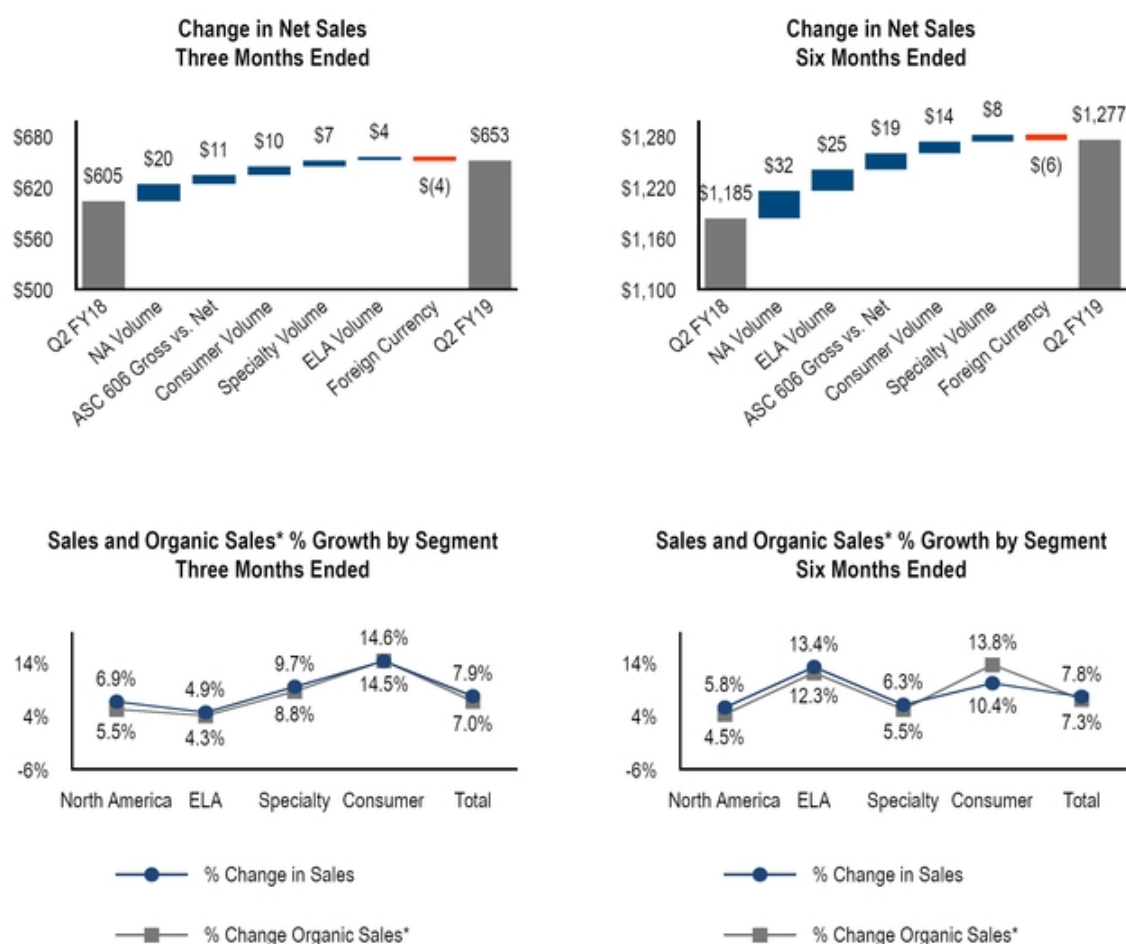 Change in Net Sales
Three Months Ended
$680
$620
$560
$500
$605
$20
$11
$10
$7
$4
$(4)
$653
Q2 FY18
NA Volume
ASC 606 Gross vs. Net
Consumer Volume
Specialty Volume
ELA Volume
Foreign Currency
Q2 FY19
Change in Net Sales
Six Months Ended
$1,280
$1,220
$1,160
$1,100
$1,185
$32
$25
$19
$14
$8
$(6)
$1,277
Q2 FY18
NA Volume
ELA Volume
ASC 606 Gross vs. Net
Consumer Volume
Specialty Volume
Foreign Currency
Q2 FY19
Sales and Organic Sales* % Growth by Segment
Three Months Ended
14%
4%
-6%
6.9%
5.5%
4.9%
4.3%
9.7%
8.8%
14.6%
14.5%
7.9%
7.0%
North America
ELA
Specialty
Consumer
Total
% Change in Sales
% Change Organic Sales*
Sales and Organic Sales* % Growth by Segment
Six Months Ended
14%
4%
-6%
5.8%
4.5%
13.4%
12.3%
6.3%
5.5%
13.8%
10.4%
7.8%
7.3%
North America
ELA
Specialty
Consumer
Total
% Change in Sales
% Change Organic Sales*